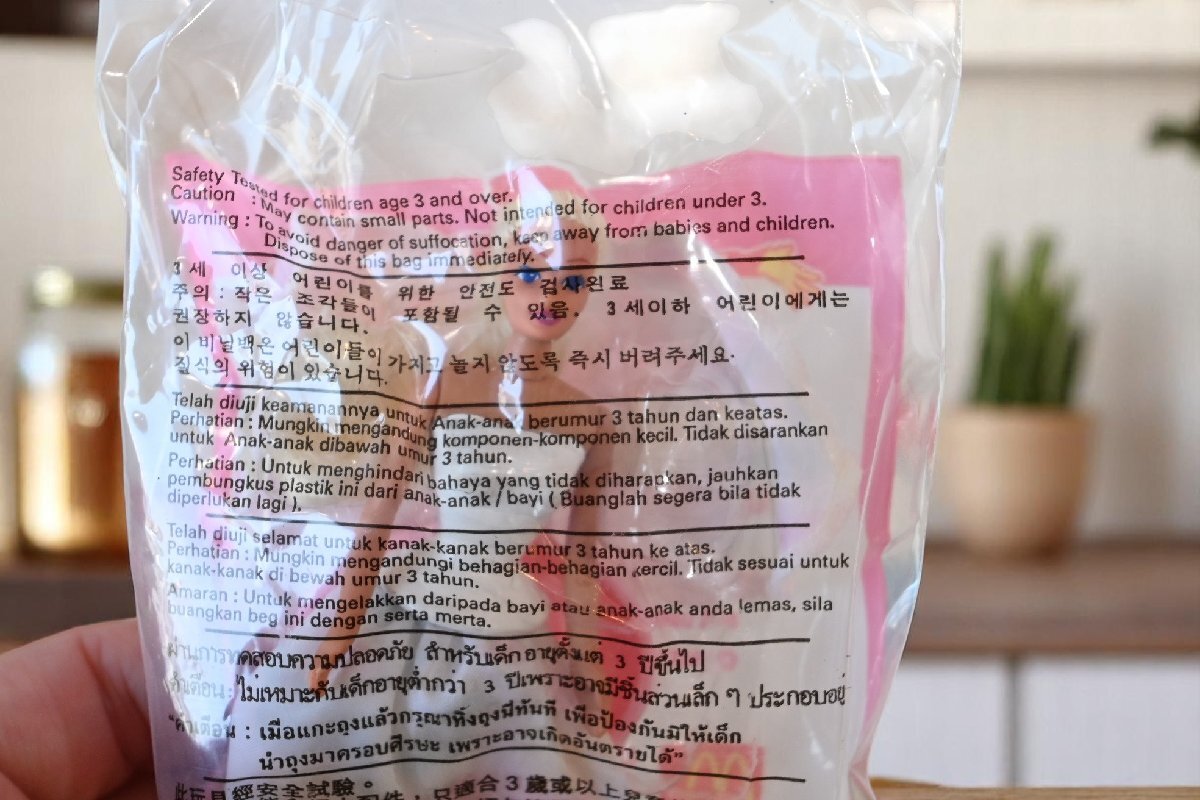 Safety Tested for children age 3 and over.
Caution : May contain small parts. Not intended for children under 3.
Warning : To avoid danger of suffocation, keep away from babies and children.
Dispose of this bag immediately.
3 세 이상 어린이를 위한 안전도 검사완료
주의 : 작은 조각들이 포함될 수 있음. 3 세이하 어린이에게는
권장하지 않습니다.
이 비닐백은 어린이들이 가지고 놀지 않도록 즉시 버려주세요.
질식의 위험이 있습니다.
Telah diuji keamanannya untuk Anak-anak berumur 3 tahun dan keatas.
Perhatian : Mungkin mengandung komponen-komponen kecil. Tidak disarankan
untuk Anak-anak dibawah umur 3 tahun.
Perhatian : Untuk menghindari bahaya yang tidak diharapkan, jauhkan
pembungkus plastik ini dari anak-anak / bayi ( Buanglah segera bila tidak
diperlukan lagi ).
Telah diuji selamat untuk kanak-kanak berumur 3 tahun ke atas.
Perhatian : Mungkin mengandungi behagian-behagian kercil. Tidak sesuai untuk
kanak-kanak di bewah umur 3 tahun.
Amaran : Untuk mengelakkan daripada bayi atau anak-anak anda lemas, sila
buangkan beg ini dengan serta merta.
ผ่านการทดสอบความปลอดภัย สำหรับเด็กอายุตั้งแต่ 3 ปีขึ้นไป
คำเตือน : ไม่เหมาะกับเด็กอายุต่ำกว่า 3 ปีเพราะอาจมีชิ้นส่วนเล็ก ๆ ประกอบอยู่
"คำเตือน : เมื่อแกะถุงแล้วกรุณาทิ้งถุงนี้ทันที เพื่อป้องกันมิให้เด็ก
นำถุงมาครอบศีรษะ เพราะอาจเกิดอันตรายได้"
此玩具經安全試驗。
只適合 3 歲或以上兒